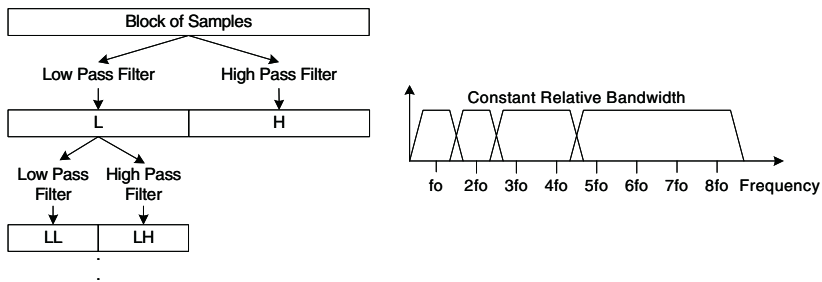 Block of Samples
Low Pass Filter
High Pass Filter
L
H
Low Pass
Filter
High Pass
Filter
LL
LH
Constant Relative Bandwidth
fo 2fo 3fo 4fo 5fo 6fo 7fo 8fo Frequency